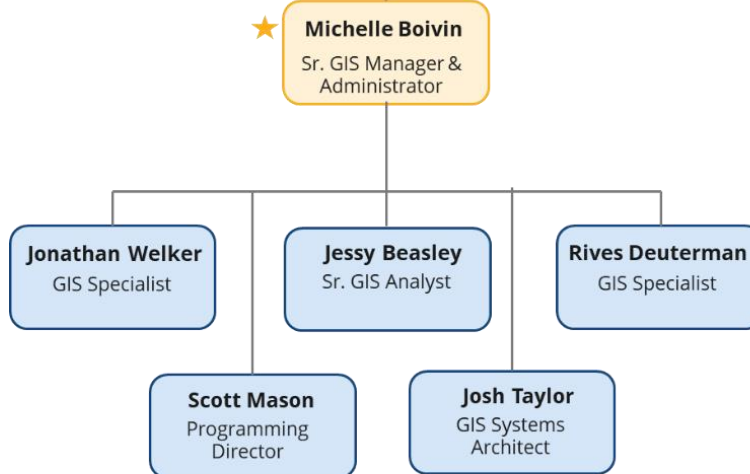 Michelle Boivin
Sr. GIS Manager &
Administrator
Jonathan Welker
GIS Specialist
Jessy Beasley
Sr. GIS Analyst
Rives Deuterman
GIS Specialist
Scott Mason
Programming
Director
Josh Taylor
GIS Systems
Architect